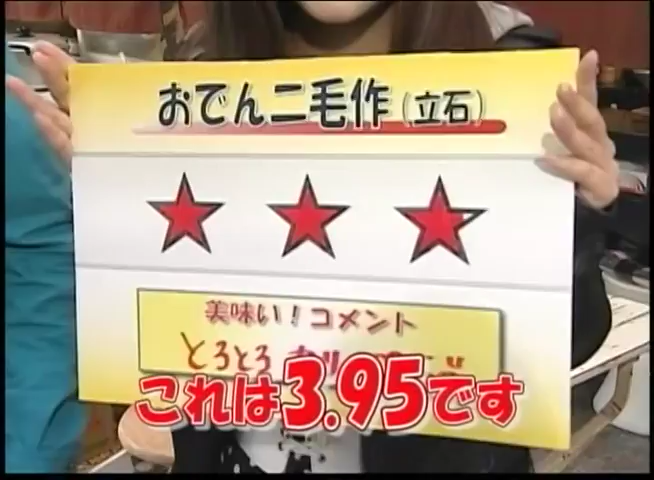 おでん二毛作（立石）
美味い！コメント
とろとろ
これは3.95です